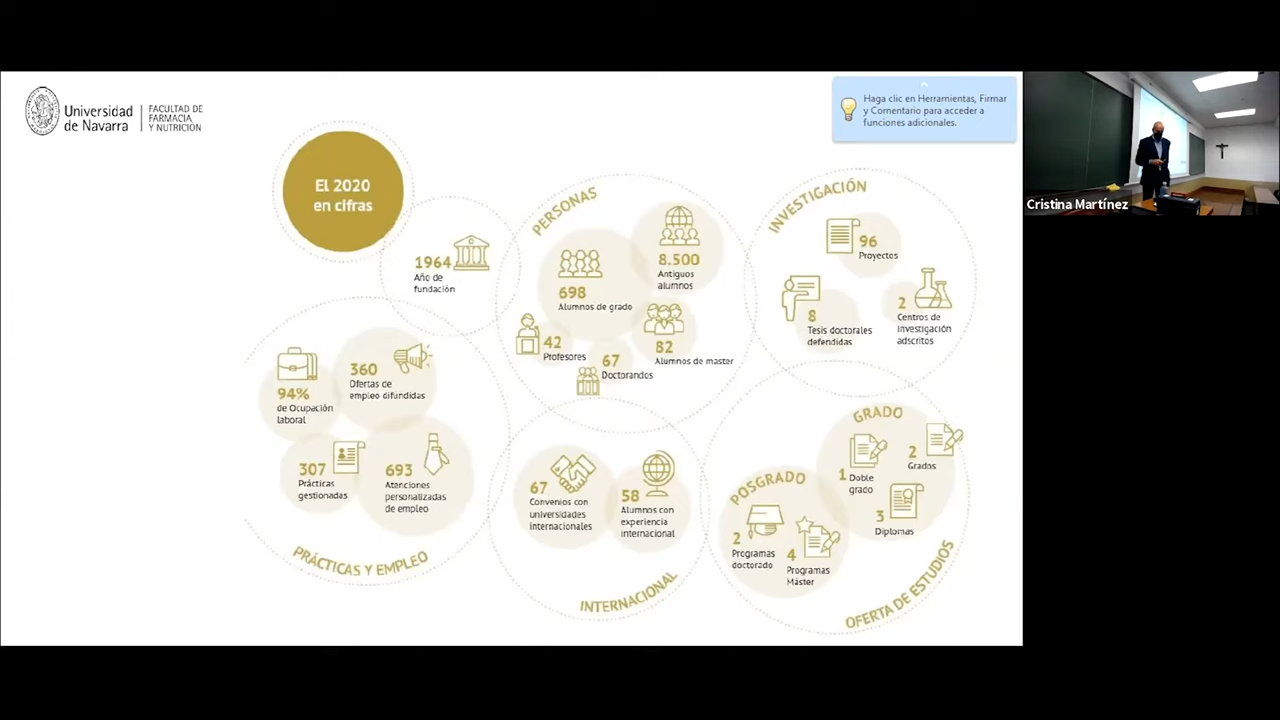 Universidad
de Navarra
FACULTAD DE
FARMACIA
Y NUTRICIÓN
Haga clic en Herramientas, Firmar
y Comentario para acceder a
funciones adicionales.
Cristina Martínez
El 2020
en cifras
1964
Año de
fundación
PERSONAS
698
Alumnos de grado
8.500
Antiguos
alumnos
42
Profesores
67
Doctorandos
82
Alumnos de master
INVESTIGACIÓN
96
Proyectos
8
Tesis doctorales
defendidas
2
Centros de
investigación
adscritos
94%
de Ocupación
laboral
360
Ofertas de
empleo difundidas
307
Prácticas
gestionadas
693
Atenciones
personalizadas
de empleo
PRÁCTICAS Y EMPLEO
67
Convenios con
universidades
internacionales
58
Alumnos con
experiencia
internacional
INTERNACIONAL
GRADO
1 Doble
grado
2
Grados
3
Diplomas
POSGRADO
2
Programas
doctorado
4
Programas
Máster
OFERTA DE ESTUDIOS